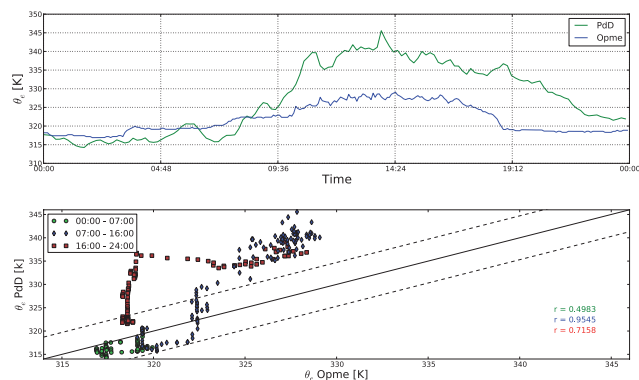 350
345
340
335
330
325
320
315
310
θe [K]
PdD
Opme
00:00
04:48
09:36
14:24
19:12
00:00
Time
345
340
335
330
325
320
315
θe PdD [k]
00:00 - 07:00
07:00 - 16:00
16:00 - 24:00
r = 0.4983
r = 0.9545
r = 0.7158
315
320
325
330
335
340
345
θe Opme [K]